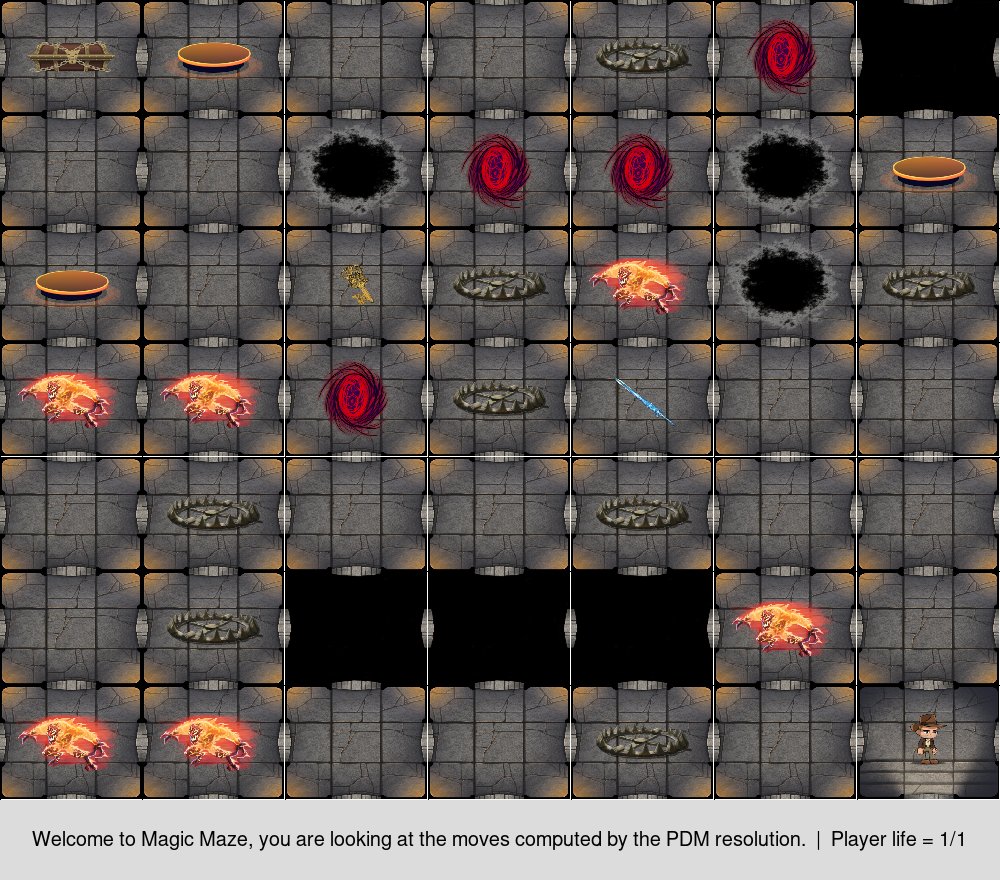 Welcome to Magic Maze, you are looking at the moves computed by the PDM resolution.  |  Player life = 1/1